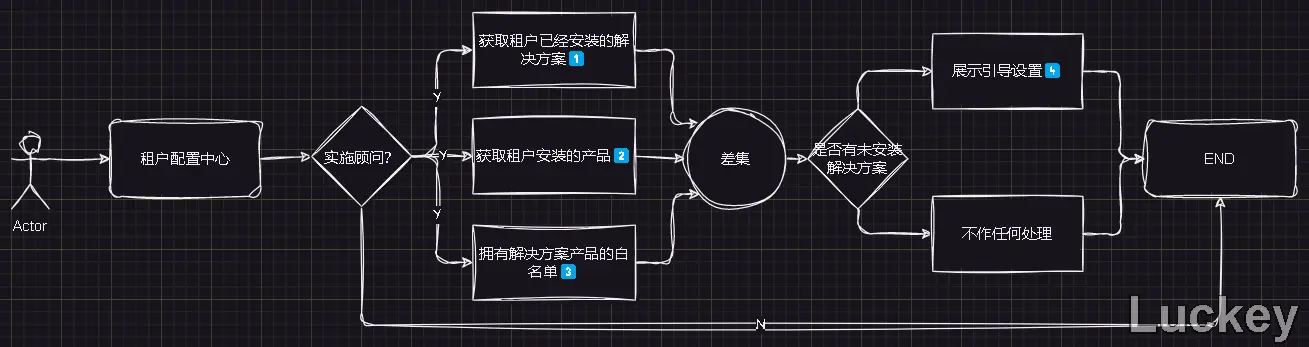 Actor
租户配置中心
实施顾问?
Y
获取租户已经安装的解
决方案 1
Y
获取租户安装的产品 2
Y
拥有解决方案产品的白
名单 3
差集
是否有未安装
解决方案
展示引导设置 4
不作任何处理
END
N
Luckey